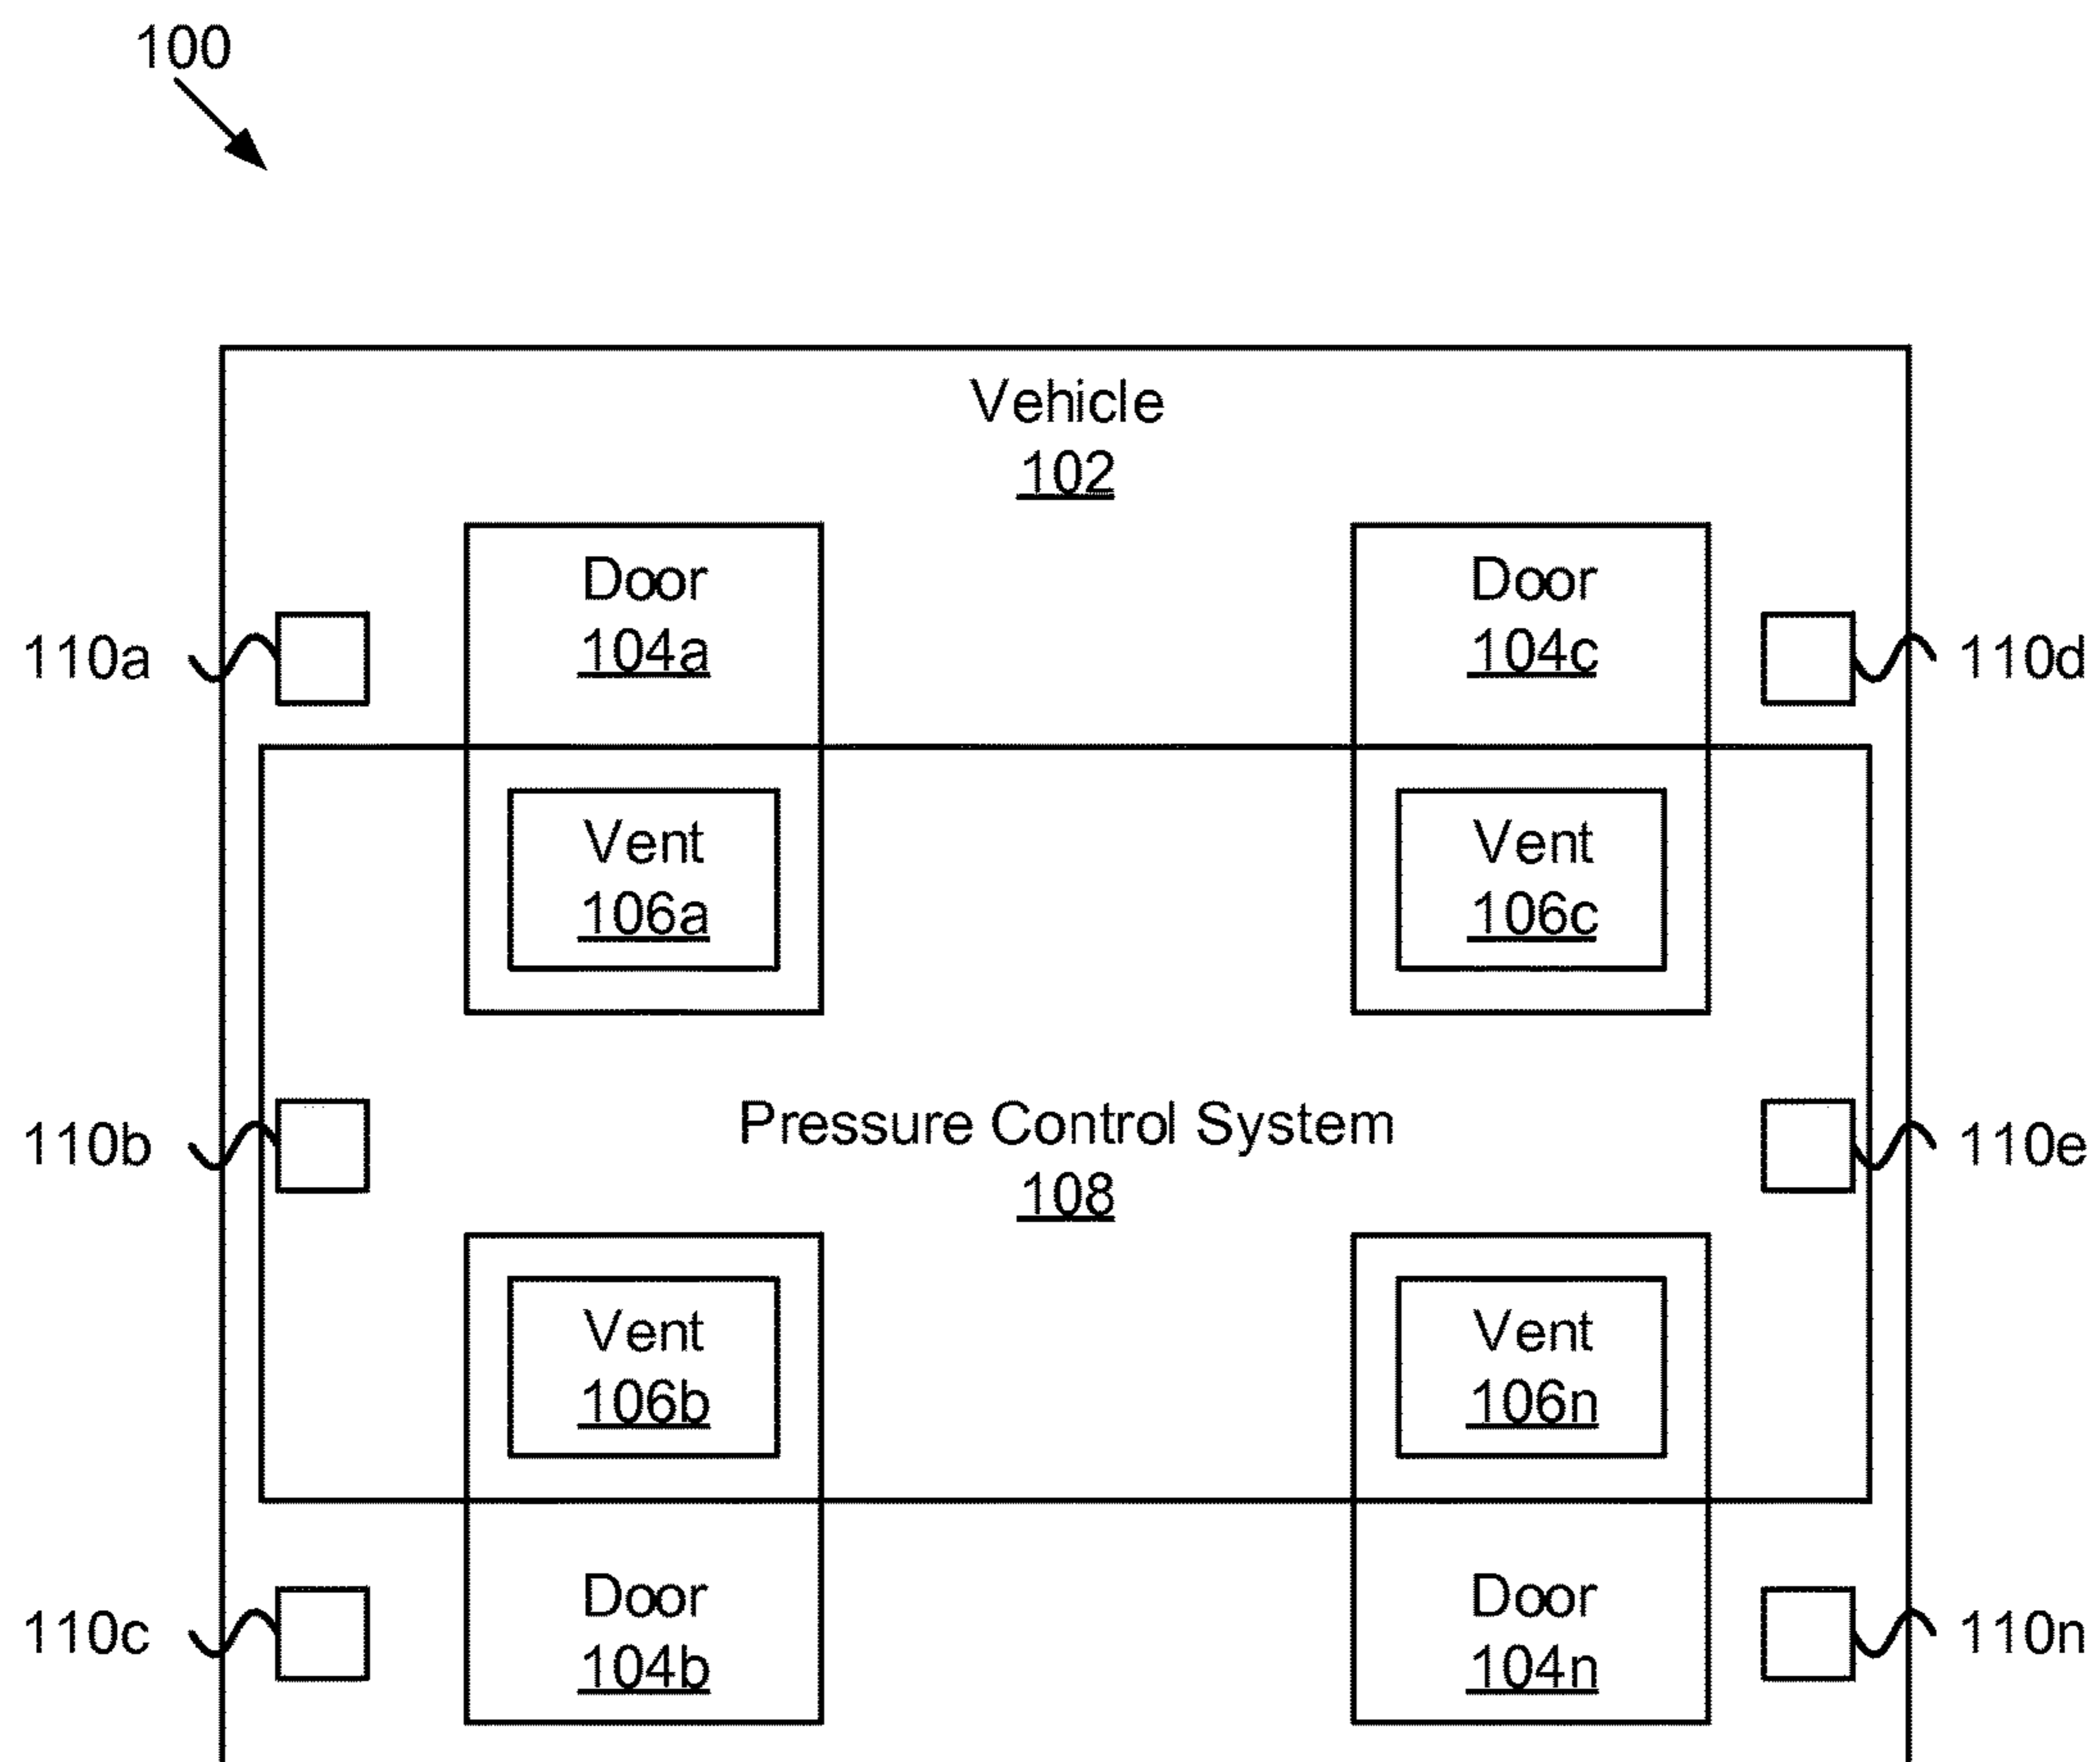 100
Vehicle
102
Door
104a
Door
104c
110a
110d
Vent
106a
Vent
106c
110b
Pressure Control System
108
110e
Vent
106b
Vent
106n
110c
Door
104b
Door
104n
110n